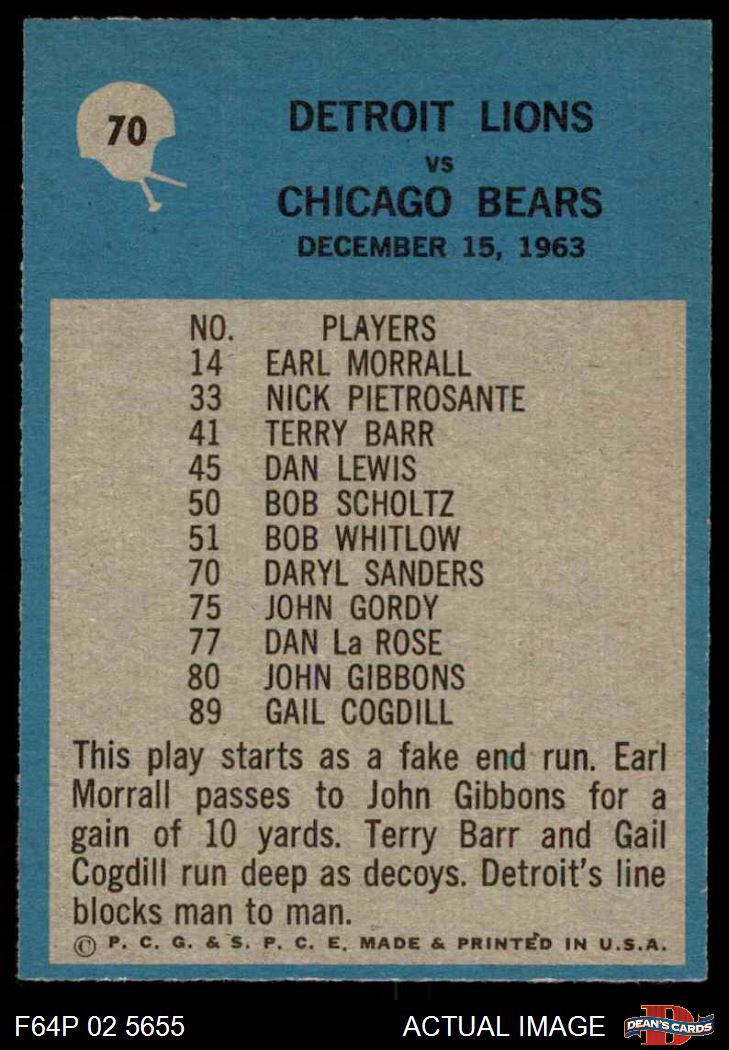 70
DETROIT LIONS
VS
CHICAGO BEARS
DECEMBER 15, 1963
NO. PLAYERS
14 EARL MORRALL
33 NICK PIETROSANTE
41 TERRY BARR
45 DAN LEWIS
50 BOB SCHOLTZ
51 BOB WHITLOW
70 DARYL SANDERS
75 JOHN GORDY
77 DAN La ROSE
80 JOHN GIBBONS
89 GAIL COGDILL
This play starts as a fake end run. Earl
Morrall passes to John Gibbons for a
gain of 10 yards. Terry Barr and Gail
Cogdill run deep as decoys. Detroit's line
blocks man to man.
© P. C. G. & S. P. C. E. MADE & PRINTED IN U.S.A.
F64P 02 5655 ACTUAL IMAGE D DEAN'S CARDS